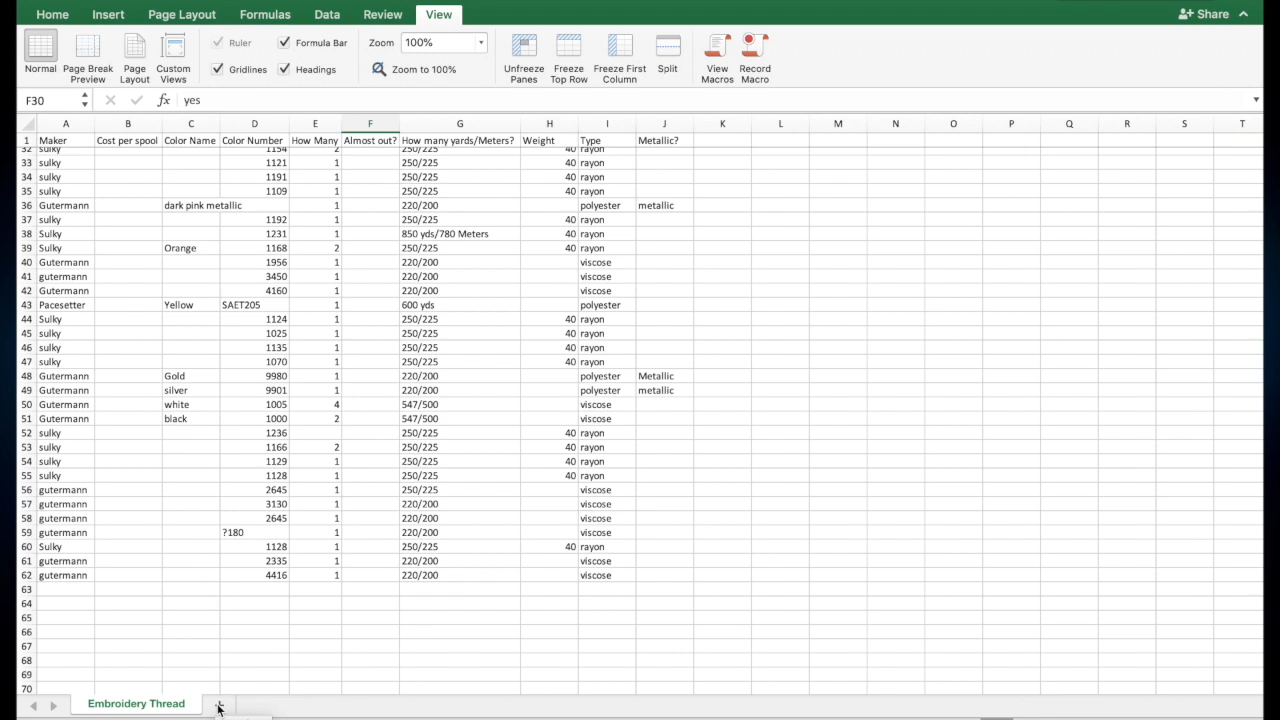 Home Insert Page Layout Formulas Data Review View Share
Ruler Formula Bar Zoom 100%
Gridlines Headings Zoom to 100%
Normal Page Break Preview Page Layout Custom Views Unfreeze Panes Freeze Top Row Freeze First Column Split View Macros Record Macro
F30 fx yes
A B C D E F G H I J K L M N O P Q R S T
1 Maker Cost per spool Color Name Color Number How Many Almost out? How many yards/Meters? Weight Type Metallic?
32 sulky 1154 2 250/225 40 rayon
33 sulky 1121 1 250/225 40 rayon
34 sulky 1191 1 250/225 40 rayon
35 sulky 1109 1 250/225 40 rayon
36 Gutermann dark pink metallic 1 220/200 polyester metallic
37 sulky 1192 1 250/225 40 rayon
38 Sulky 1231 1 850 yds/780 Meters 40 rayon
39 Sulky Orange 1168 2 250/225 40 rayon
40 Gutermann 1956 1 220/200 viscose
41 gutermann 3450 1 220/200 viscose
42 Gutermann 4160 1 220/200 viscose
43 Pacesetter Yellow SAET205 1 600 yds polyester
44 Sulky 1124 1 250/225 40 rayon
45 sulky 1025 1 250/225 40 rayon
46 sulky 1135 1 250/225 40 rayon
47 sulky 1070 1 250/225 40 rayon
48 Gutermann Gold 9980 1 220/200 polyester Metallic
49 Gutermann silver 9901 1 220/200 polyester metallic
50 Gutermann white 1005 4 547/500 viscose
51 Gutermann black 1000 2 547/500 viscose
52 sulky 1236 250/225 40 rayon
53 sulky 1166 2 250/225 40 rayon
54 sulky 1129 1 250/225 40 rayon
55 sulky 1128 1 250/225 40 rayon
56 gutermann 2645 1 250/225 viscose
57 gutermann 3130 1 220/200 viscose
58 gutermann 2645 1 220/200 viscose
59 gutermann ?180 1 220/200 viscose
60 Sulky 1128 1 250/225 40 rayon
61 gutermann 2335 1 220/200 viscose
62 gutermann 4416 1 220/200 viscose
63
64
65
66
67
68
69
70
Embroidery Thread